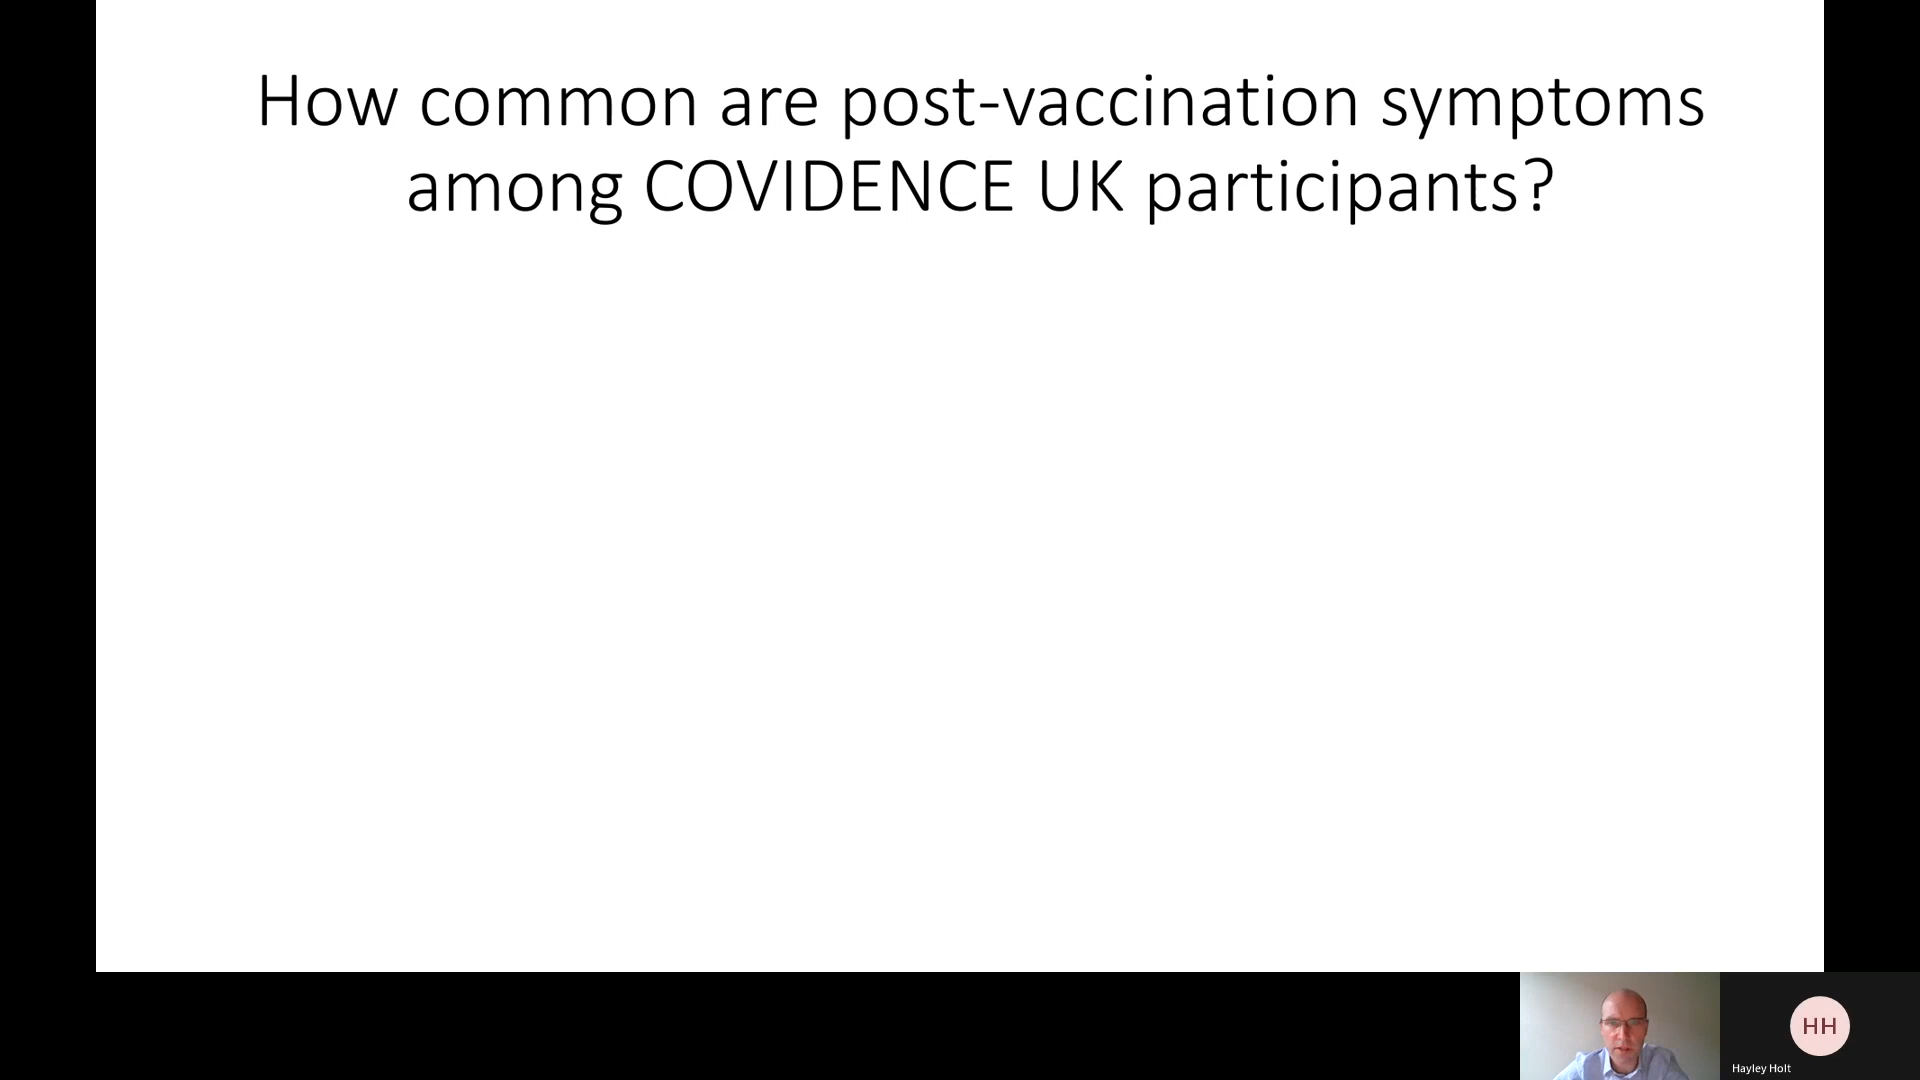 How common are post-vaccination symptoms
among COVIDENCE UK participants?
HH
Hayley Holt